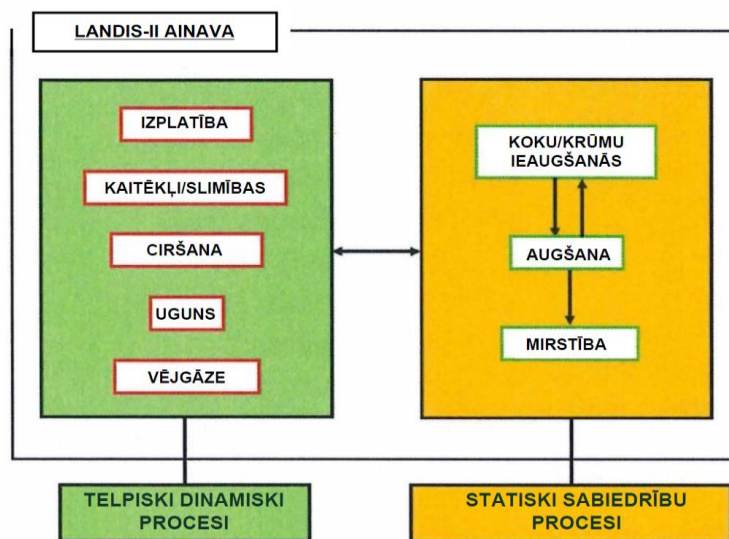 LANDIS-II AINAVA
IZPLATĪBA
KAITĒKĻI/SLIMĪBAS
CIRŠANA
UGUNS
VĒJGĀZE
KOKU/KRŪMU
IEAUGŠANĀS
AUGŠANA
MIRSTĪBA
TELPISKI DINAMISKI
PROCESI
STATISKI SABIEDRĪBU
PROCESI